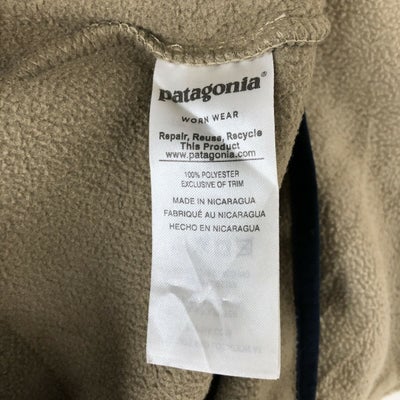 patagonia®
WORN WEAR
Repair, Reuse, Recycle
This Product
www.patagonia.com
100% POLYESTER
EXCLUSIVE OF TRIM
MADE IN NICARAGUA
FABRIQUÉ AU NICARAGUA
HECHO EN NICARAGUA